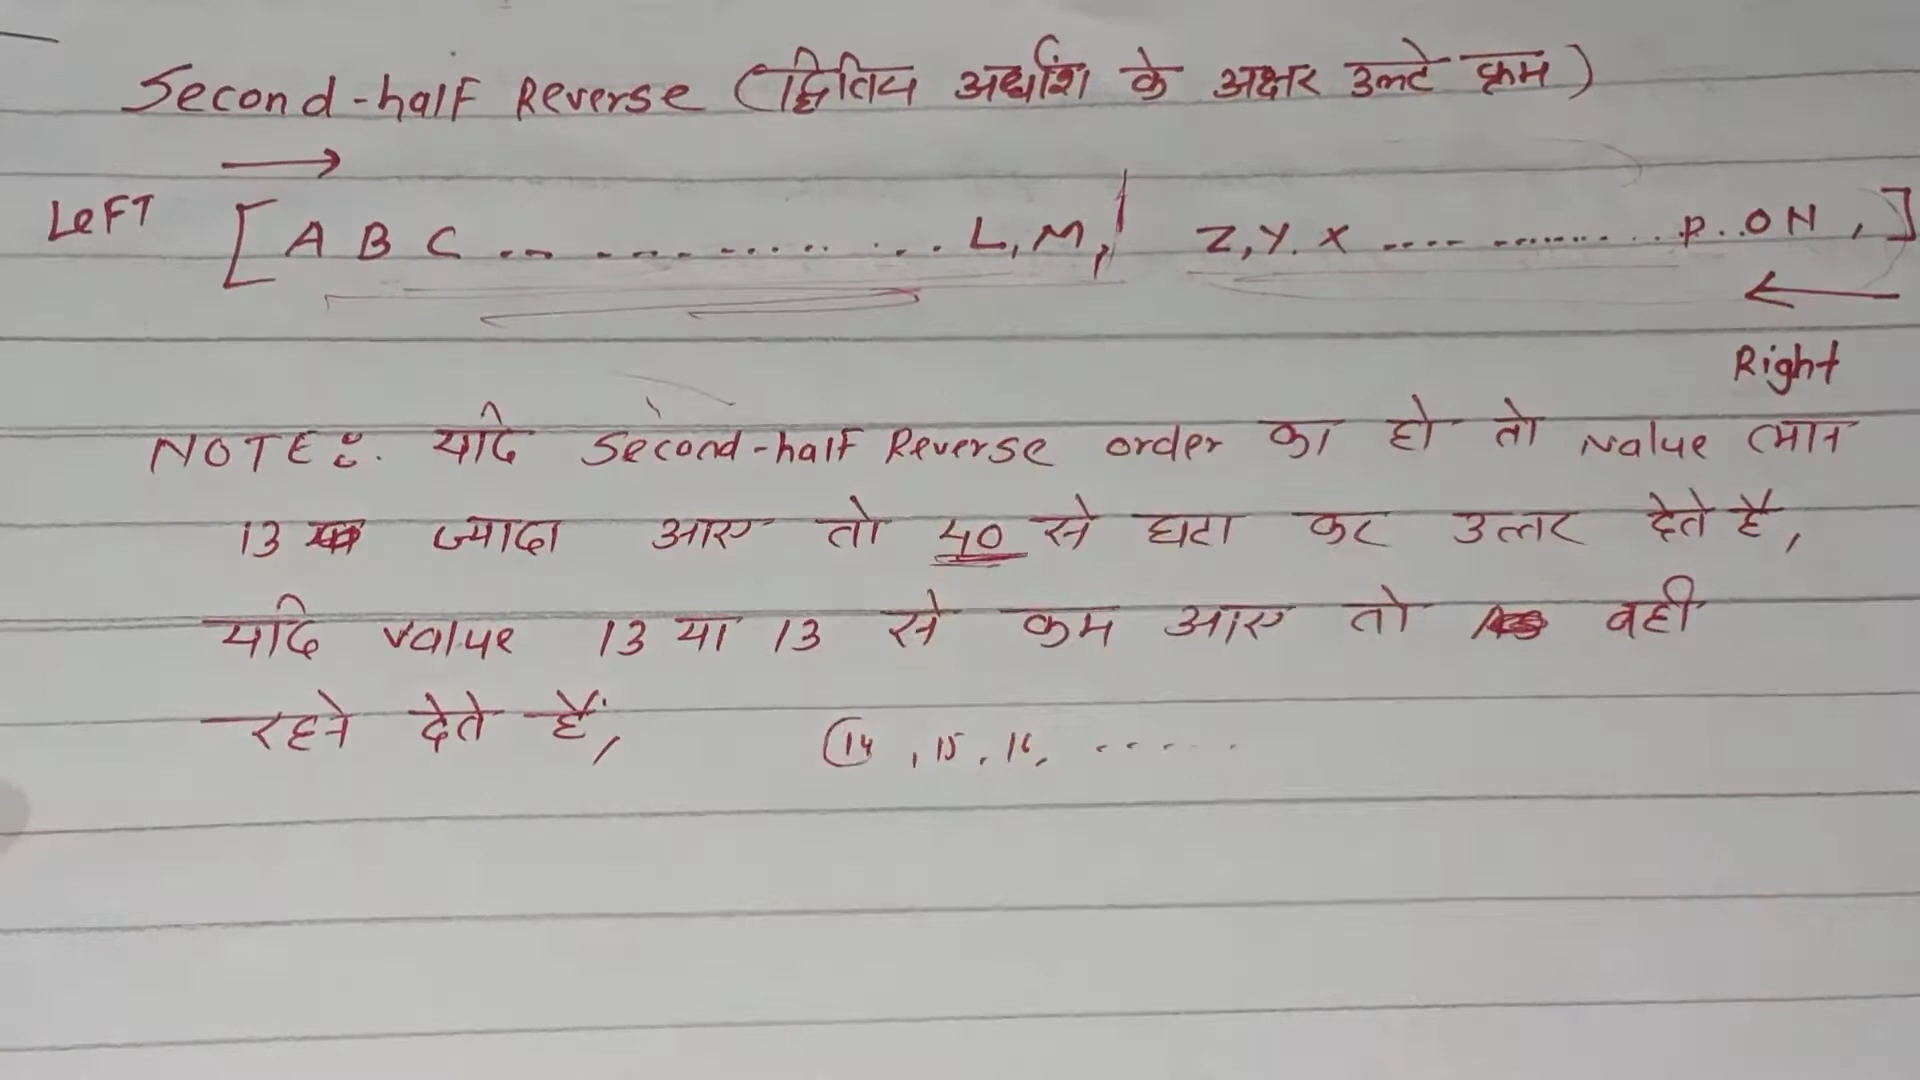 Second-half Reverse (द्वितिय अर्धांश के अक्षर उल्टे क्रम)
LEFT [A B C ............... L, M, / Z, Y. X .............. P..ON, ]
Right
NOTE:. यदि Second-half Reverse order का हो तो value (मान
13 ज्यादा आए तो 40 से घटा कर उत्तर देते है,
यदि value 13 या 13 से कम आए तो वही
रहने देते हैं,
14, 15, 16, .....